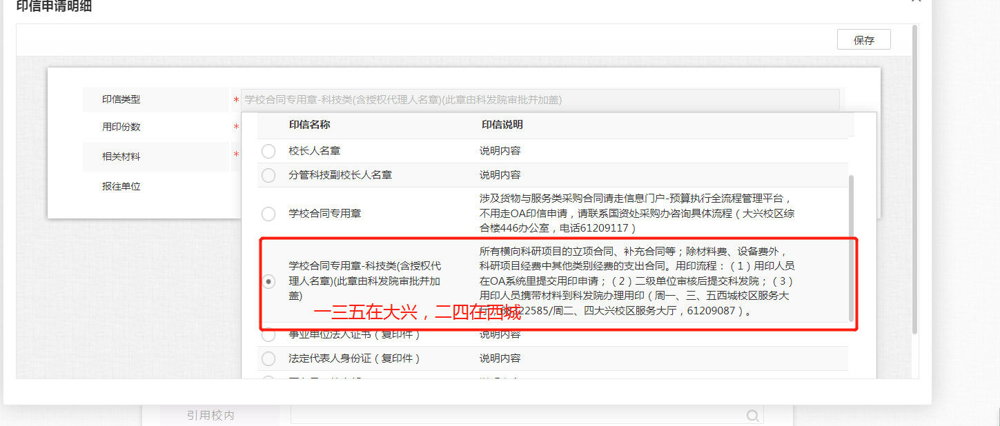 印信申请明细
保存
印信类型
*
学校合同专用章-科技类(含授权代理人名章)(此章由科发院审批并加盖)
用印份数
*
相关材料
*
报往单位
印信名称
印信说明
校长人名章
说明内容
分管科技副校长人名章
说明内容
学校合同专用章
涉及货物与服务类采购合同请走信息门户-预算执行全流程管理平台，
不用走OA印信申请，请联系国资处采购办咨询具体流程（大兴校区综
合楼446办公室，电话61209117）
学校合同专用章-科技类(含授权代
理人名章)(此章由科发院审批并加
盖)
所有横向科研项目的立项合同、补充合同等；除材料费、设备费外，
科研项目经费中其他类别经费的支出合同。用印流程：（1）用印人员
在OA系统里提交用印申请；（2）二级单位审核后提交科发院；（3）
用印人员携带材料到科发院办理用印（周一、三、五西城校区服务大
厅，68322585/周二、四大兴校区服务大厅，61209087）。
一三五在大兴，二四在西城
事业单位法人证书（复印件）
说明内容
法定代表人身份证（复印件）
说明内容
引用校内